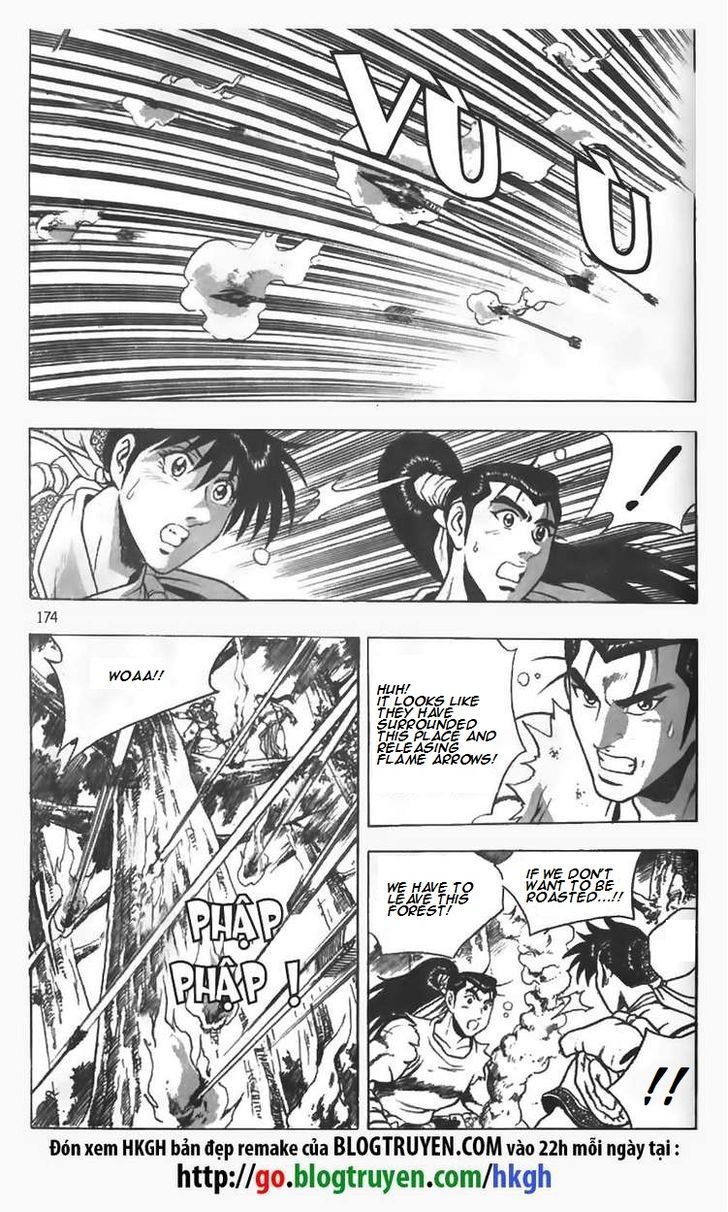 VÙ Ù
!
174
WOAA!!
HUH!
IT LOOKS LIKE
THEY HAVE
SURROUNDED
THIS PLACE AND
RELEASING
FLAME ARROWS!
PHẬP
PHẬP !
WE HAVE TO
LEAVE THIS
FOREST!
IF WE DON'T
WANT TO BE
ROASTED...!!
!!
Đón xem HKGH bản đẹp remake của BLOGTRUYEN.COM vào 22h mỗi ngày tại :
http://go.blogtruyen.com/hkgh